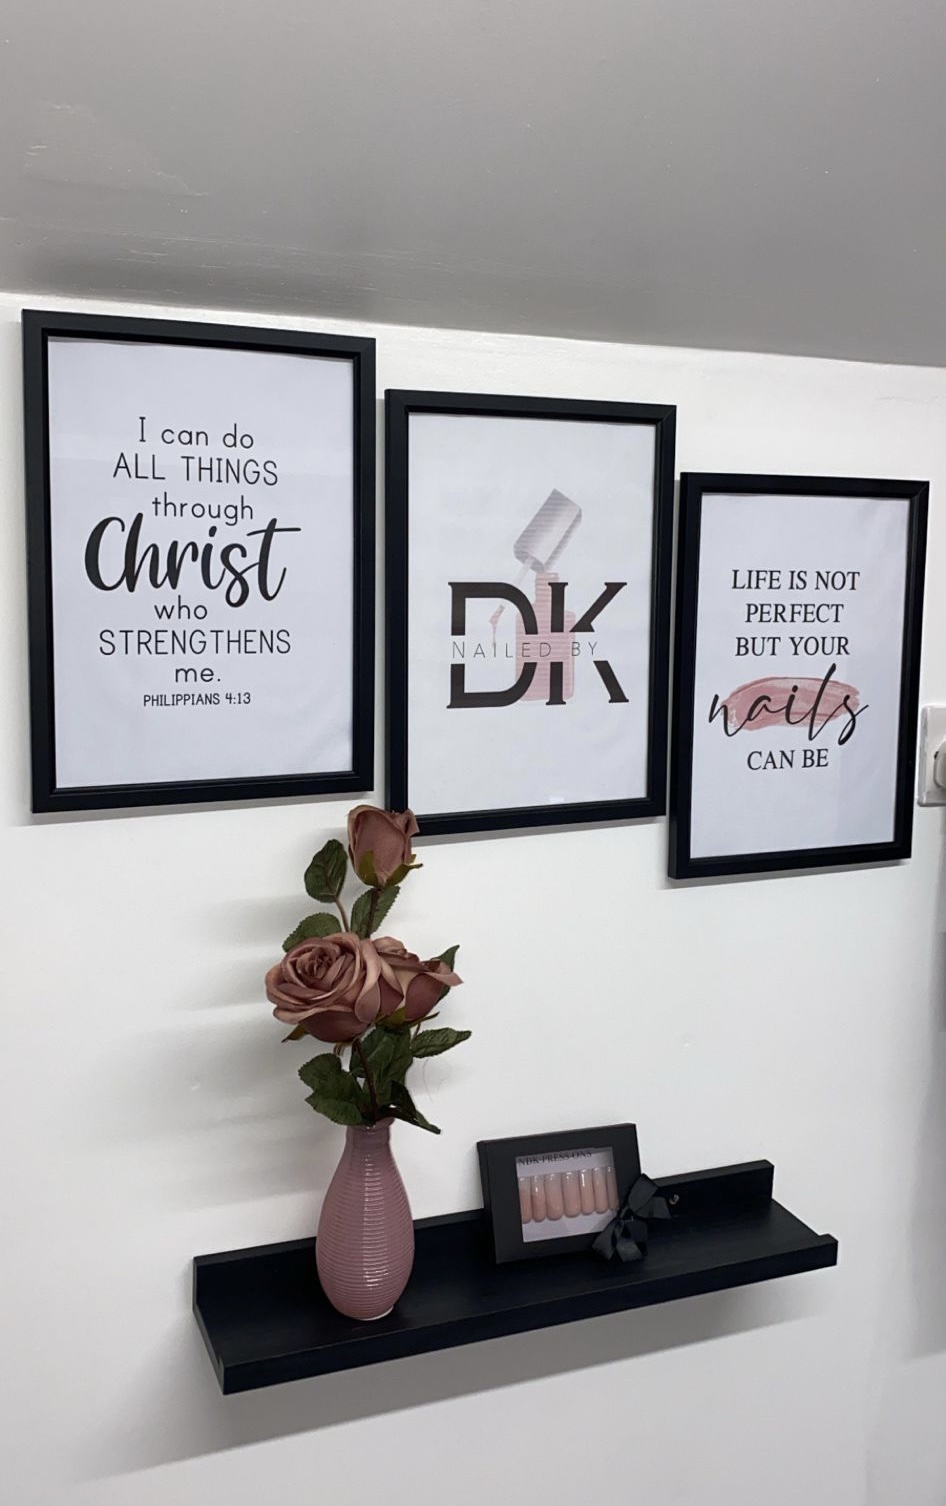 I can do
ALL THINGS
through
Christ
who
STRENGTHENS
me.
PHILIPPIANS 4:13
DK
NAILED BY
LIFE IS NOT
PERFECT
BUT YOUR
nails
CAN BE
NDK PRESS-ONS